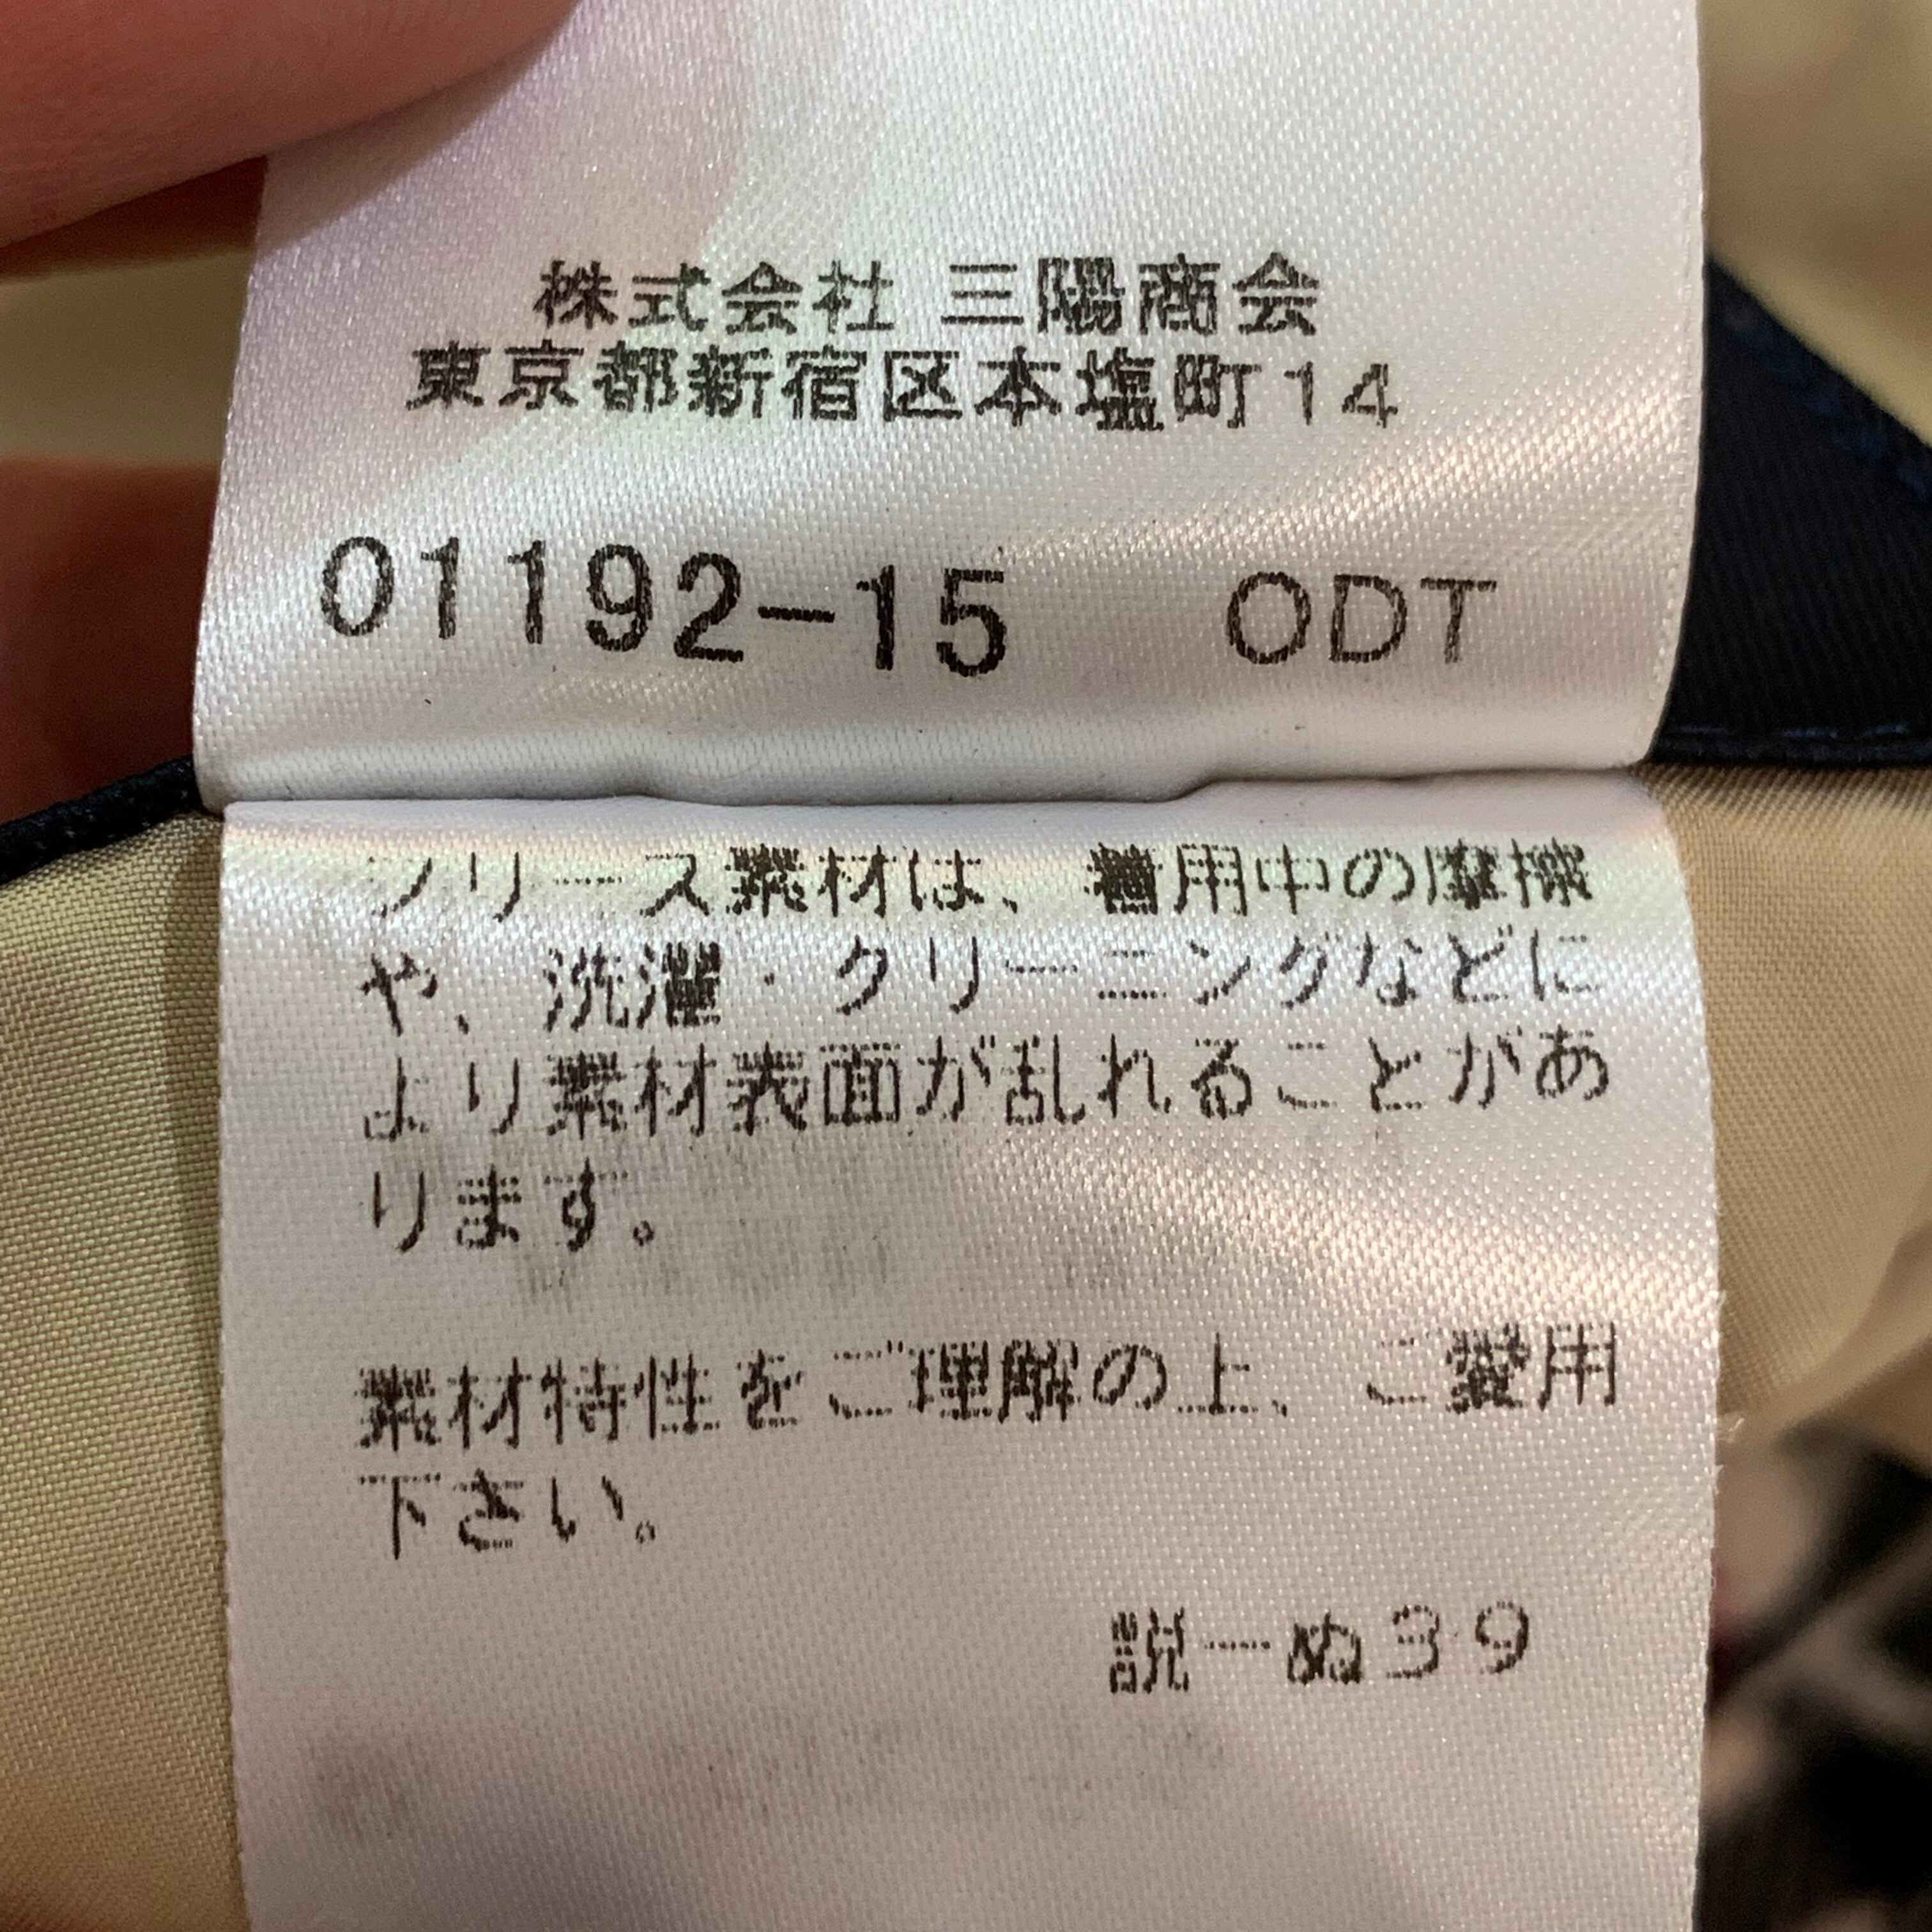 株式会社 三陽商会
東京都新宿区本塩町14
01192-15 ODT
フリース素材は、着用中の摩擦
や、洗濯・クリーニングなどに
より素材表面が乱れることがあ
ります。
素材特性をご理解の上、ご愛用
下さい。
説ーぬ39